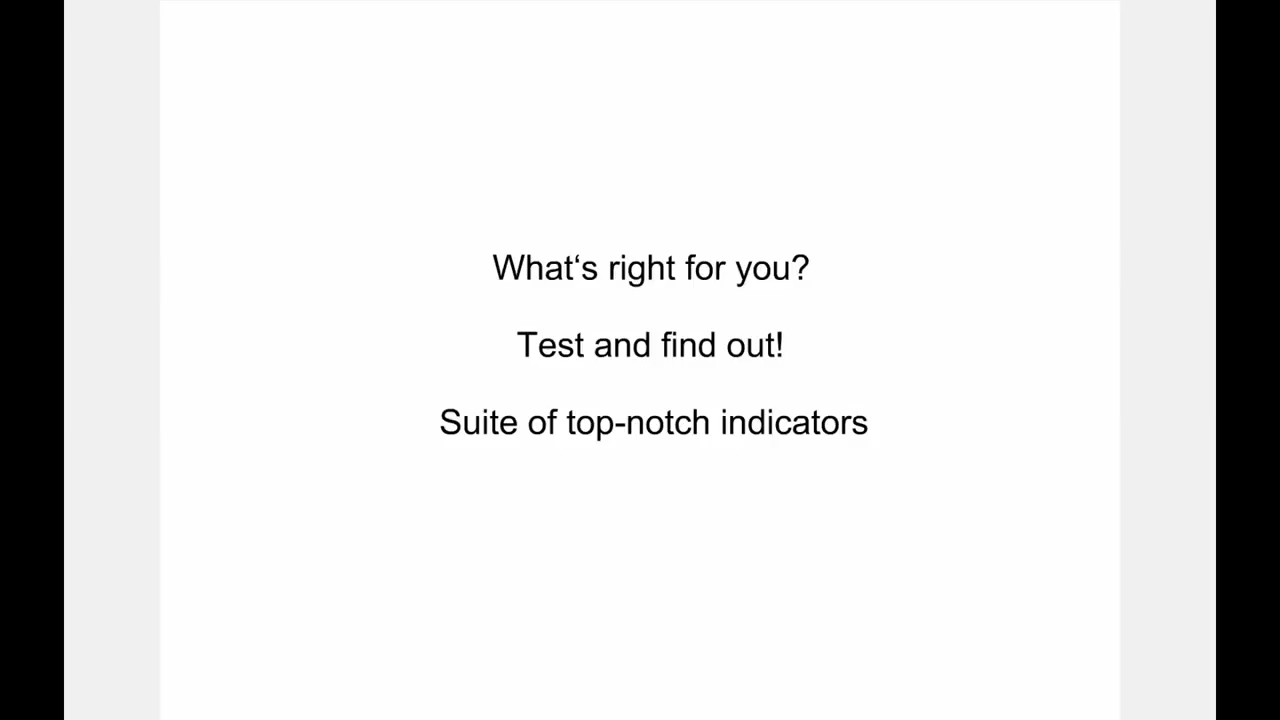 What‘s right for you?
Test and find out!
Suite of top-notch indicators